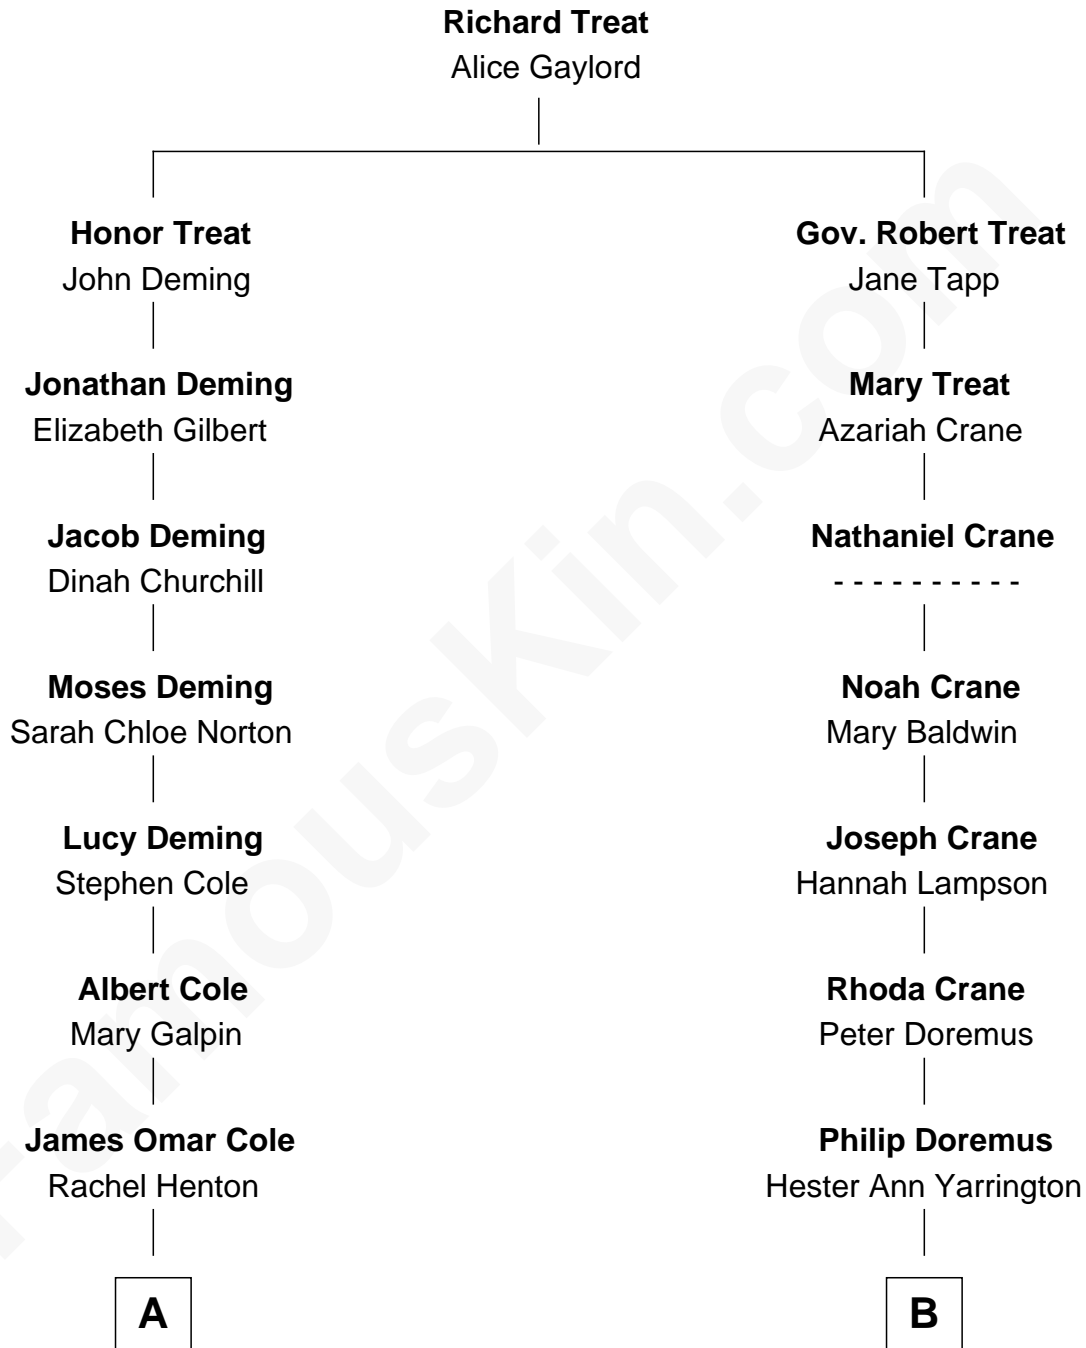 Richard Treat
Alice Gaylord
Honor Treat
John Deming
Gov. Robert Treat
Jane Tapp
Jonathan Deming
Elizabeth Gilbert
Mary Treat
Azariah Crane
Jacob Deming
Dinah Churchill
Nathaniel Crane
- - - - - - - - - -
Moses Deming
Sarah Chloe Norton
Noah Crane
Mary Baldwin
Lucy Deming
Stephen Cole
Joseph Crane
Hannah Lampson
Albert Cole
Mary Galpin
Rhoda Crane
Peter Doremus
James Omar Cole
Rachel Henton
Philip Doremus
Hester Ann Yarrington
A
B
FamousKin.com